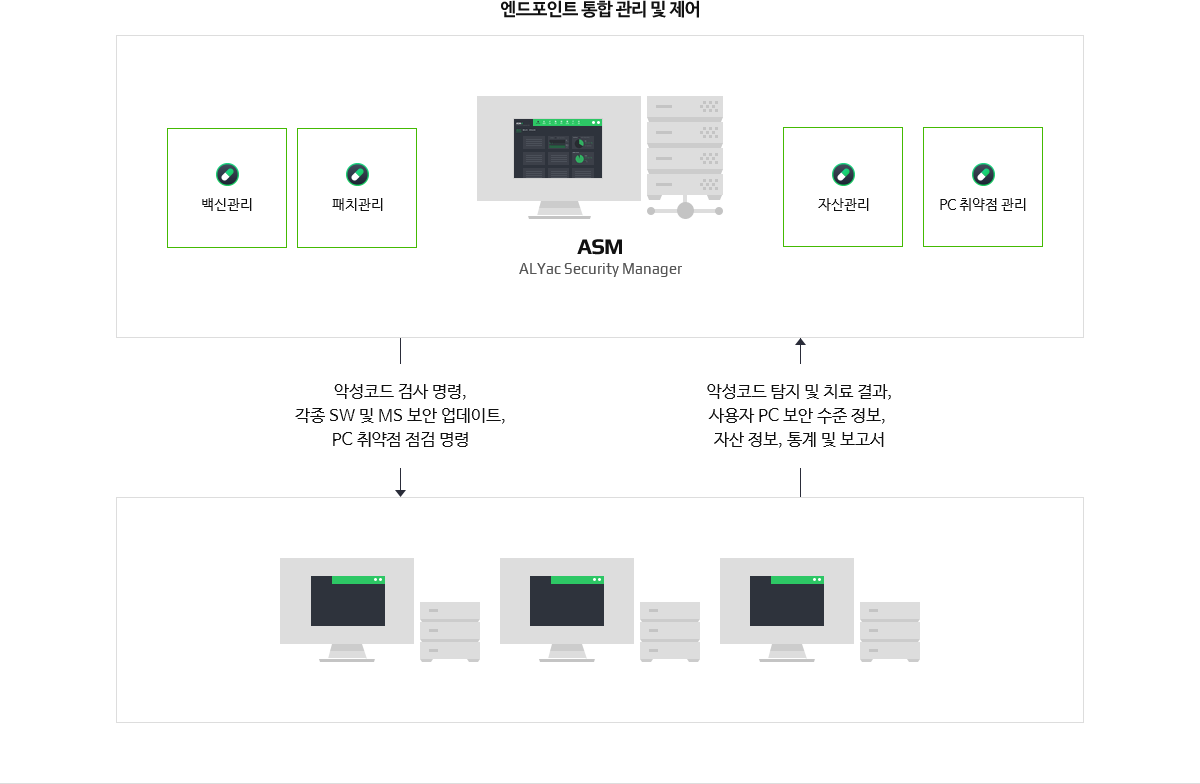 엔드포인트 통합 관리 및 제어
백신관리
패치관리
자산관리
PC 취약점 관리
ASM
ALYac Security Manager
악성코드 검사 명령,
각종 SW 및 MS 보안 업데이트,
PC 취약점 점검 명령
악성코드 탐지 및 치료 결과,
사용자 PC 보안 수준 정보,
자산 정보, 통계 및 보고서